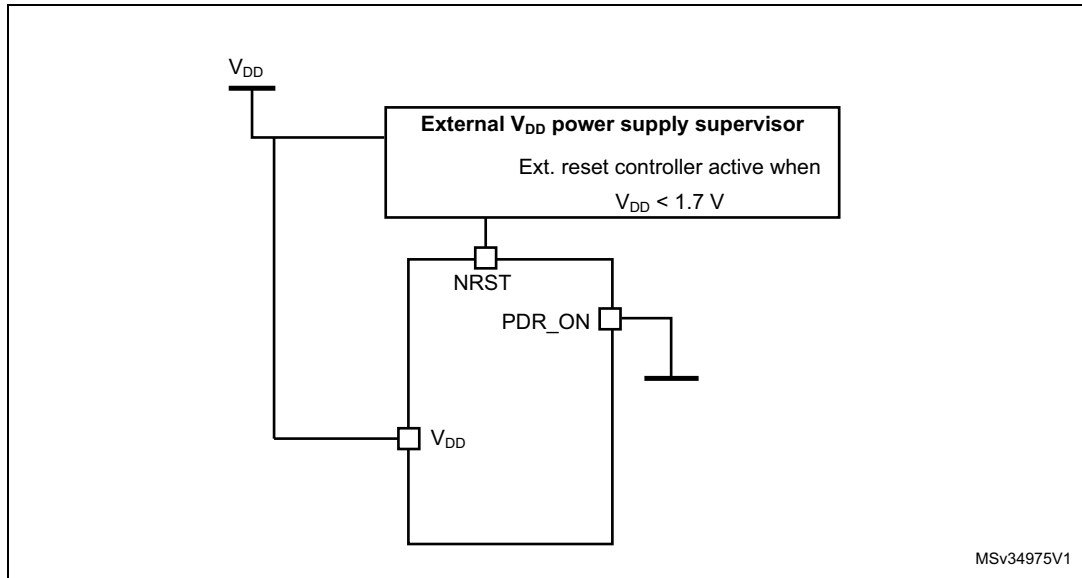 VDD
External VDD power supply supervisor
Ext. reset controller active when
VDD < 1.7 V
NRST
PDR_ON
VDD
MSv34975V1